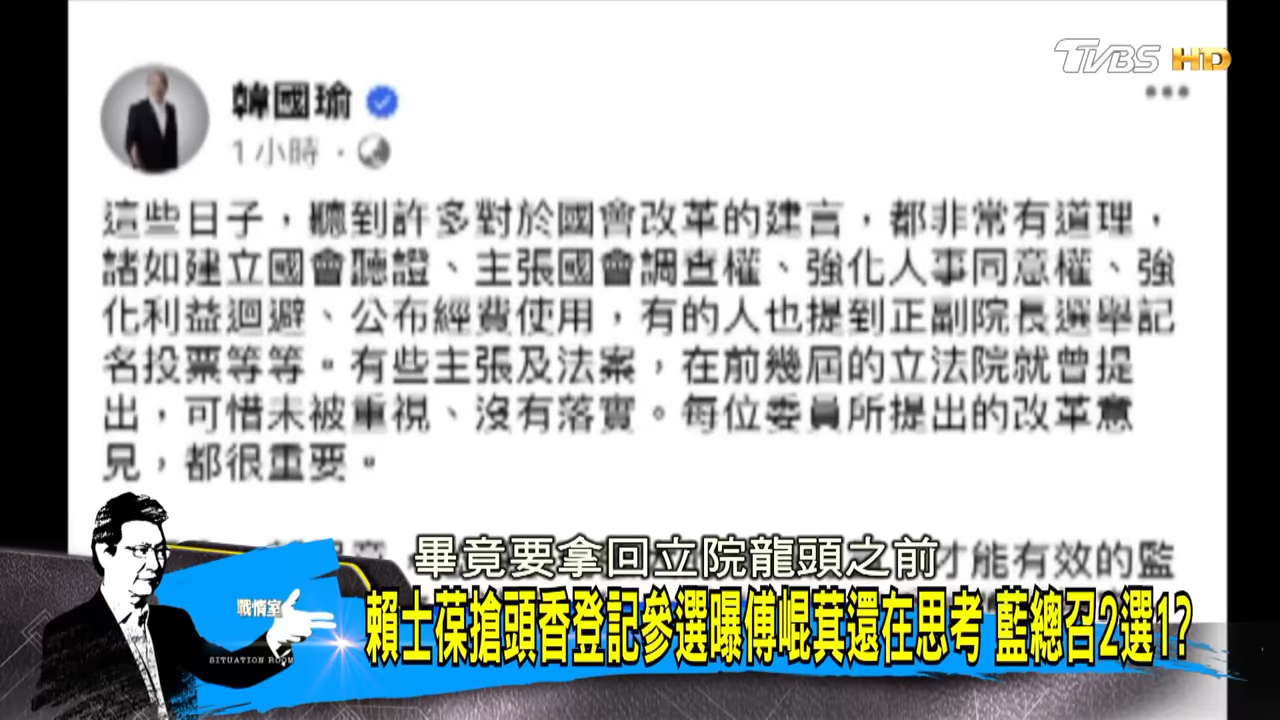 TVBS HD
韓國瑜
1小時
這些日子，聽到許多對於國會改革的建言，都非常有道理，
諸如建立國會聽證、主張國會調查權、強化人事同意權、強
化利益迴避、公布經費使用，有的人也提到正副院長選舉記
名投票等等。有些主張及法案，在前幾屆的立法院就曾提
出，可惜未被重視、沒有落實。每位委員所提出的改革意
見，都很重要。
才能有效的監
畢竟要拿回立院龍頭之前
戰情室
SITUATION ROOM
賴士葆搶頭香登記參選曝傅崐萁還在思考 藍總召2選1?